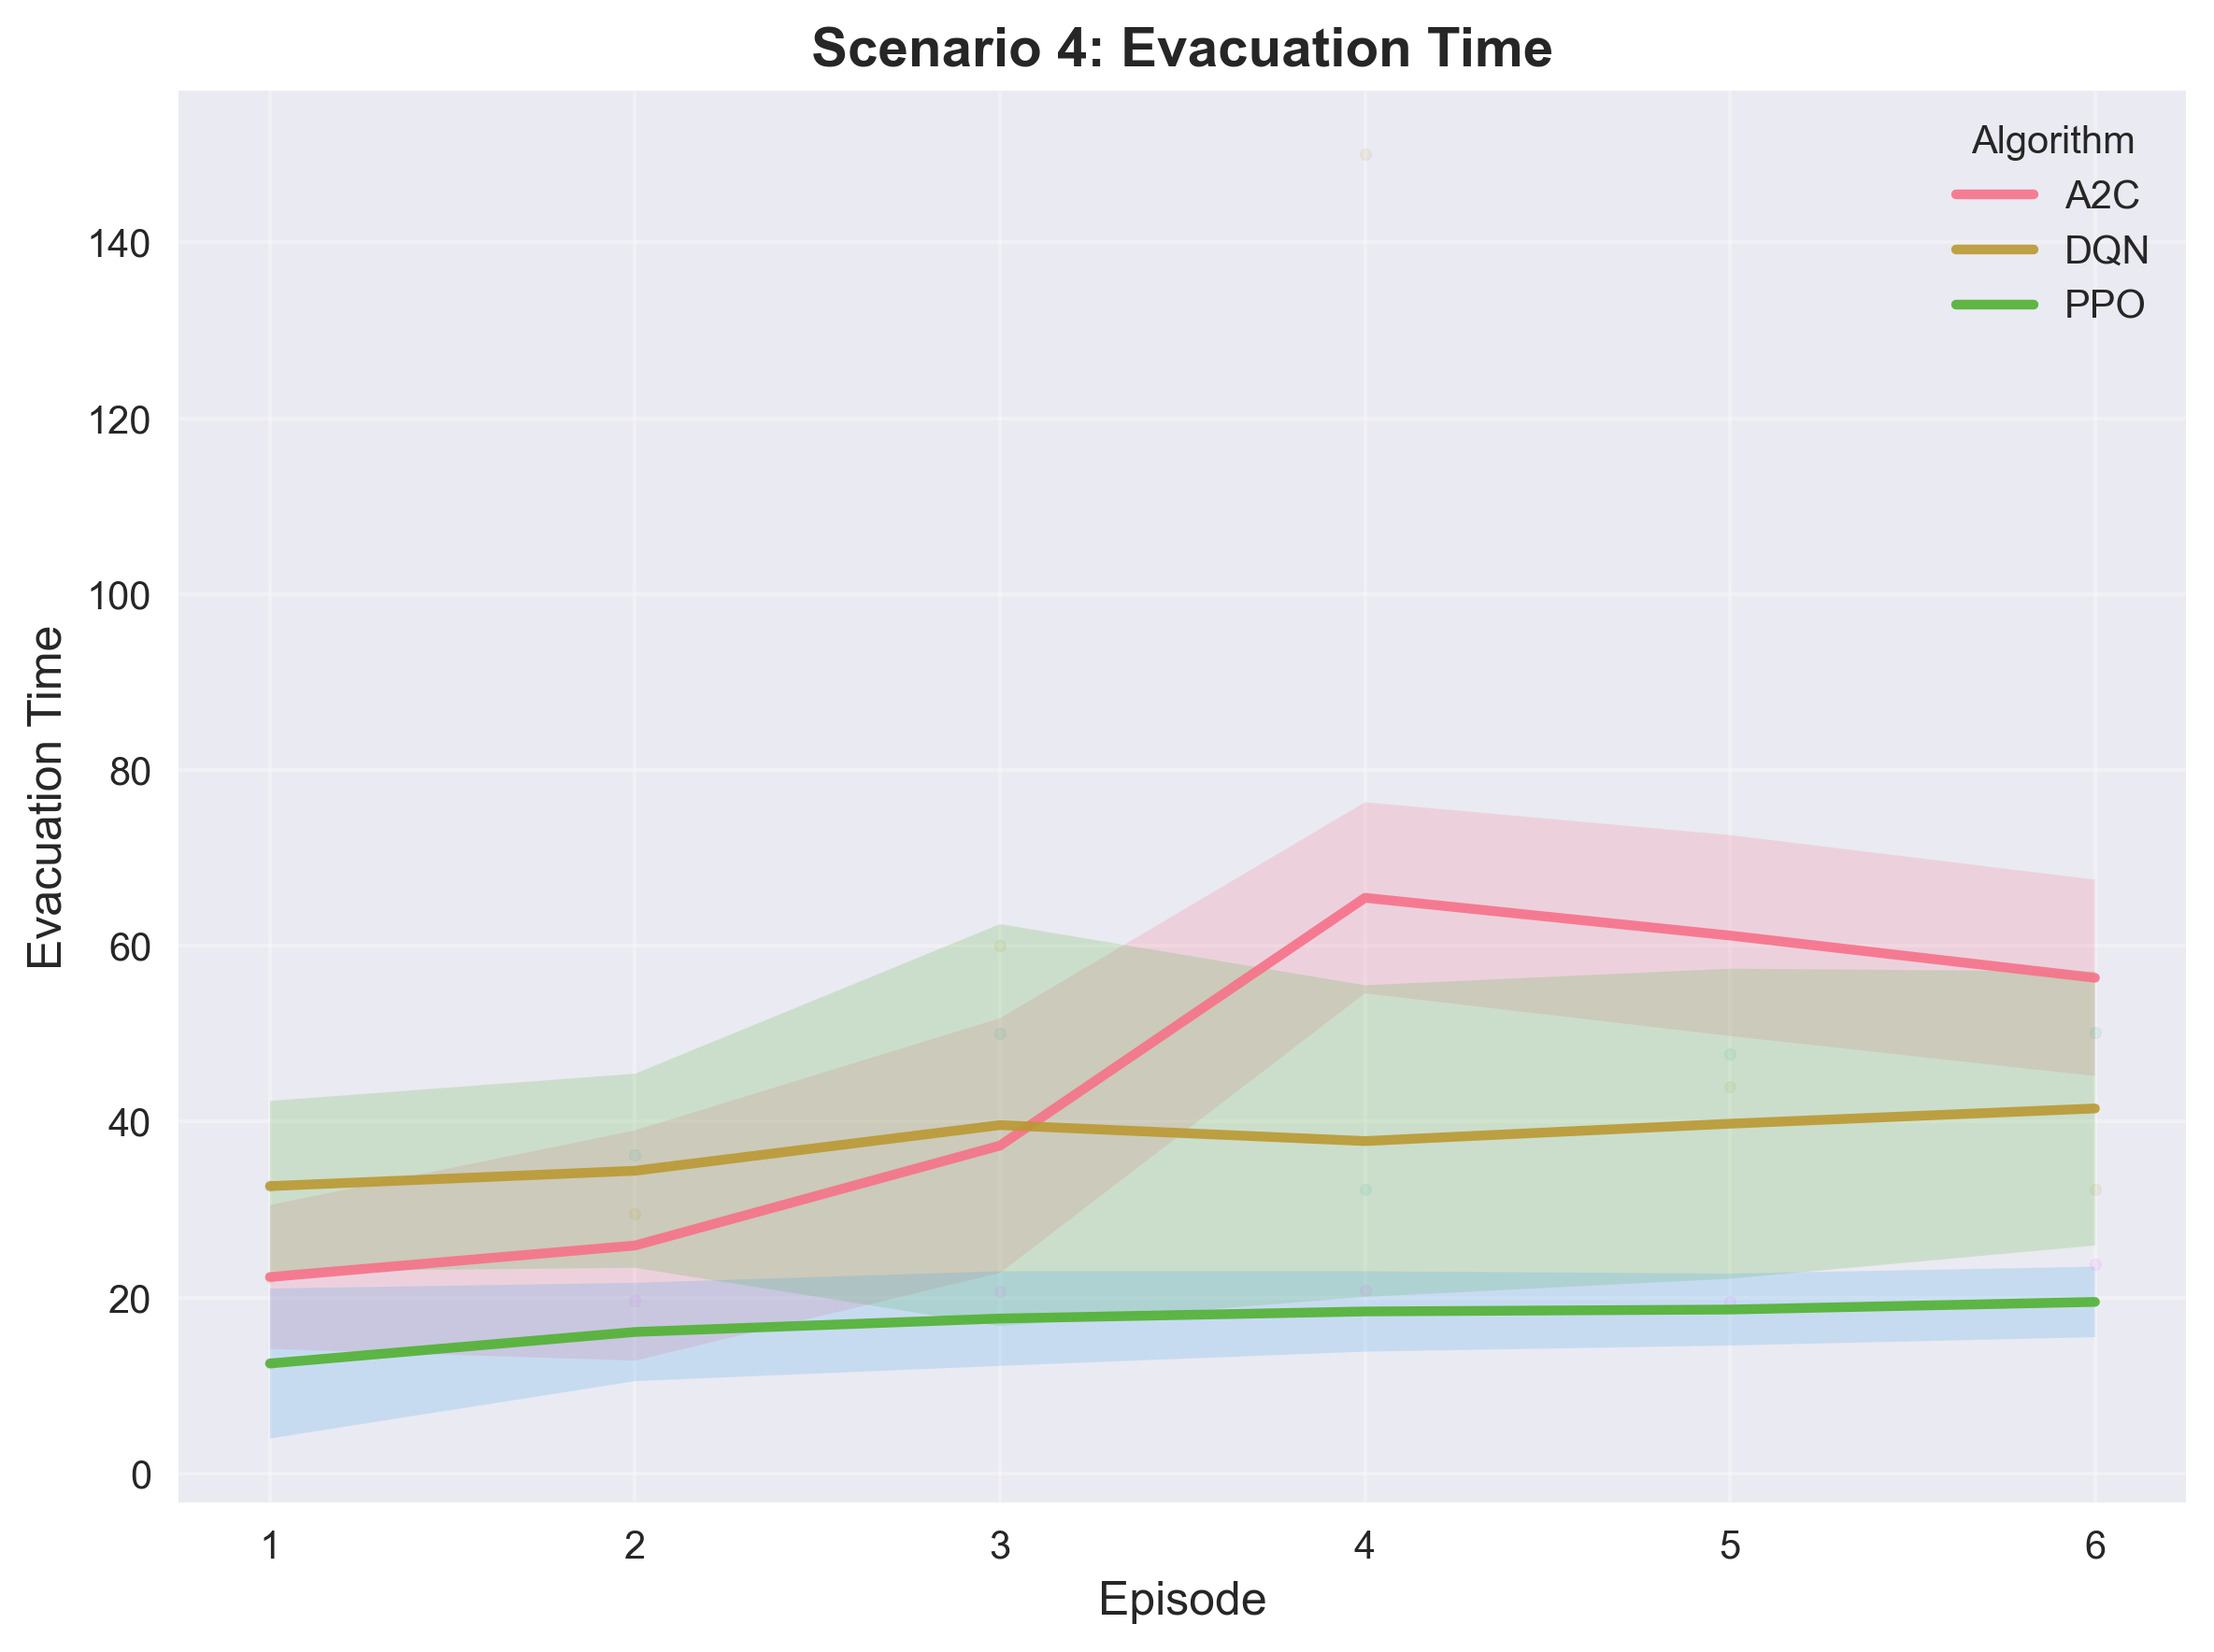 Scenario 4: Evacuation Time
Algorithm
A2C
DQN
PPO
140
120
100
80
60
40
20
0
Evacuation Time
1 2 3 4 5 6
Episode